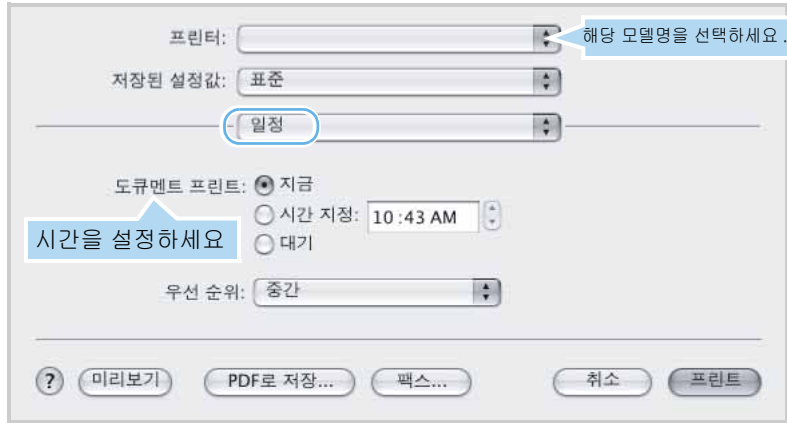 프린터:
해당 모델명을 선택하세요.
저장된 설정값: 표준
일정
도큐멘트 프린트: 지금
시간 지정: 10:43 AM
시간을 설정하세요
대기
우선 순위: 중간
? 미리보기 PDF로 저장... 팩스... 취소 프린트